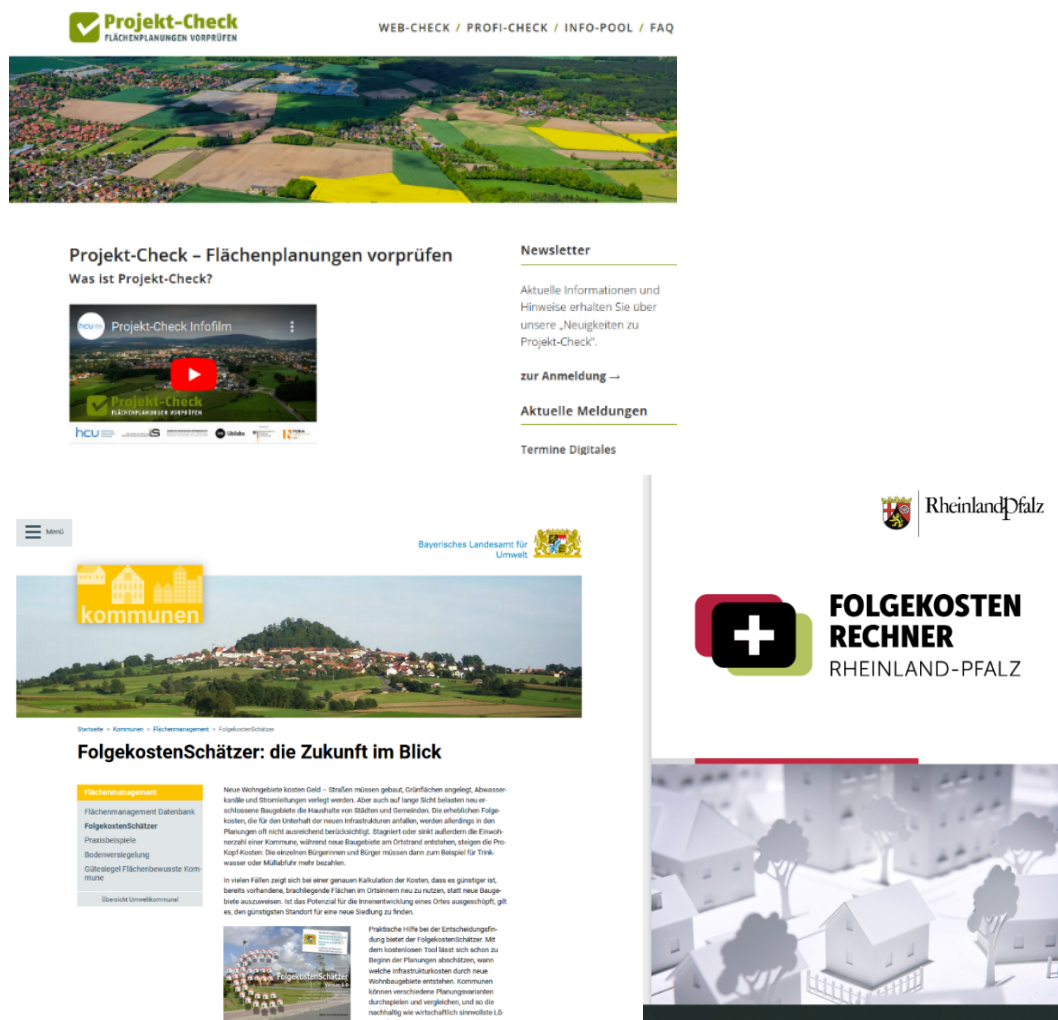 Projekt-Check
FLÄCHENPLANUNGEN VORPRÜFEN
WEB-CHECK / PROFI-CHECK / INFO-POOL / FAQ
Projekt-Check – Flächenplanungen vorprüfen
Was ist Projekt-Check?
hcu
Projekt-Check Infofilm
Projekt-Check
FLÄCHENPLANUNGEN VORPRÜFEN
hcu
Newsletter
Aktuelle Informationen und
Hinweise erhalten Sie über
unsere „Neuigkeiten zu
Projekt-Check“.
zur Anmeldung →
Aktuelle Meldungen
Termine Digitales
Menü
Bayerisches Landesamt für
Umwelt
kommunen
Startseite > Kommunen > Flächenmanagement > FolgekostenSchätzer
FolgekostenSchätzer: die Zukunft im Blick
Flächenmanagement
Flächenmanagement Datenbank
FolgekostenSchätzer
Praxisbeispiele
Bodenversiegelung
Gütesiegel Flächenbewusste Kom-
mune
Übersicht Umweltkommunal
Neue Wohngebiete kosten Geld – Straßen müssen gebaut, Grünflächen angelegt, Abwasser-
kanäle und Stromleitungen verlegt werden. Aber auch auf lange Sicht belasten neu er-
schlossene Baugebiete die Haushalte von Städten und Gemeinden. Die erheblichen Folge-
kosten, die für den Unterhalt der neuen Infrastrukturen anfallen, werden allerdings in den
Planungen oft nicht ausreichend berücksichtigt. Stagniert oder sinkt außerdem die Einwoh-
nerzahl einer Kommune, während neue Baugebiete am Ortsrand entstehen, steigen die Pro-
Kopf-Kosten: Die einzelnen Bürgerinnen und Bürger müssen dann zum Beispiel für Trink-
wasser oder Müllabfuhr mehr bezahlen.
In vielen Fällen zeigt sich bei einer genauen Kalkulation der Kosten, dass es günstiger ist,
bereits vorhandene, brachliegende Flächen im Ortsinnern neu zu nutzen, statt neue Bauge-
biete auszuweisen. Ist das Potenzial für die Innenentwicklung eines Ortes ausgeschöpft, gilt
es, den günstigsten Standort für eine neue Siedlung zu finden.
FolgekostenSchätzer
Praktische Hilfe bei der Entscheidungsfin-
dung bietet der FolgekostenSchätzer. Mit
dem kostenlosen Tool lässt sich schon zu
Beginn der Planungen abschätzen, wann
welche Infrastrukturkosten durch neue
Wohnbaugebiete entstehen. Kommunen
können verschiedene Planungsvarianten
durchspielen und vergleichen, und so die
nachhaltig wie wirtschaftlich sinnvollste Lö-
RheinlandPfalz
FOLGEKOSTEN
RECHNER
RHEINLAND-PFALZ